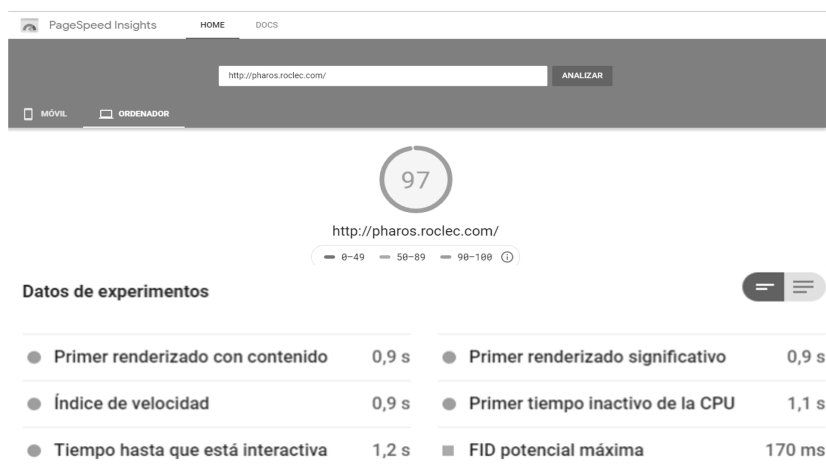 PageSpeed Insights HOME DOCS
http://pharos.roclec.com/ ANALIZAR
MÓVIL ORDENADOR
97
http://pharos.roclec.com/
0-49 50-89 90-100
Datos de experimentos
Primer renderizado con contenido 0,9 s Primer renderizado significativo 0,9 s
Índice de velocidad 0,9 s Primer tiempo inactivo de la CPU 1,1 s
Tiempo hasta que está interactiva 1,2 s FID potencial máxima 170 ms